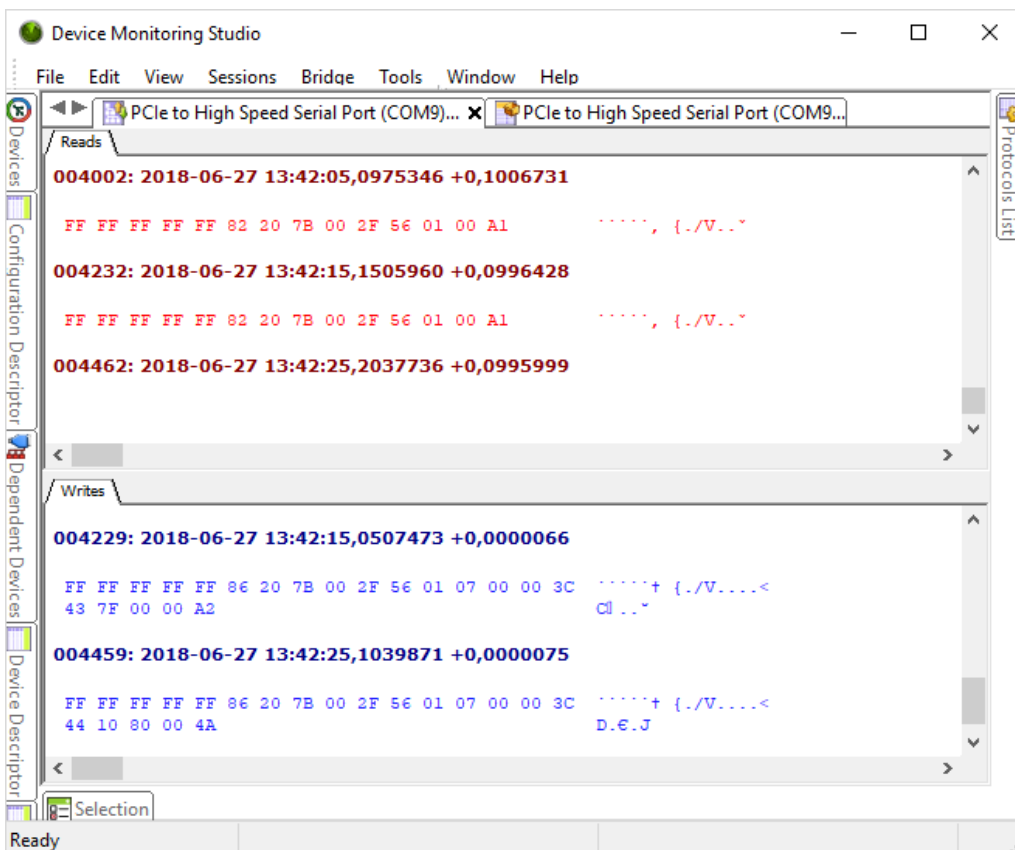 Device Monitoring Studio
File Edit View Sessions Bridge Tools Window Help
PCIe to High Speed Serial Port (COM9)... PCIe to High Speed Serial Port (COM9...
Reads
004002: 2018-06-27 13:42:05,0975346 +0,1006731
FF FF FF FF FF 82 20 7B 00 2F 56 01 00 A1 ˙˙˙˙˙‚ {./V..ˇ
004232: 2018-06-27 13:42:15,1505960 +0,0996428
FF FF FF FF FF 82 20 7B 00 2F 56 01 00 A1 ˙˙˙˙˙‚ {./V..ˇ
004462: 2018-06-27 13:42:25,2037736 +0,0995999
Writes
004229: 2018-06-27 13:42:15,0507473 +0,0000066
FF FF FF FF FF 86 20 7B 00 2F 56 01 07 00 00 3C ˙˙˙˙˙† {./V....<
43 7F 00 00 A2 C ..˘
004459: 2018-06-27 13:42:25,1039871 +0,0000075
FF FF FF FF FF 86 20 7B 00 2F 56 01 07 00 00 3C ˙˙˙˙˙† {./V....<
44 10 80 00 4A D.€.J
Selection
Ready
Devices
Configuration Descriptor
Dependent Devices
Device Descriptor
Protocols List